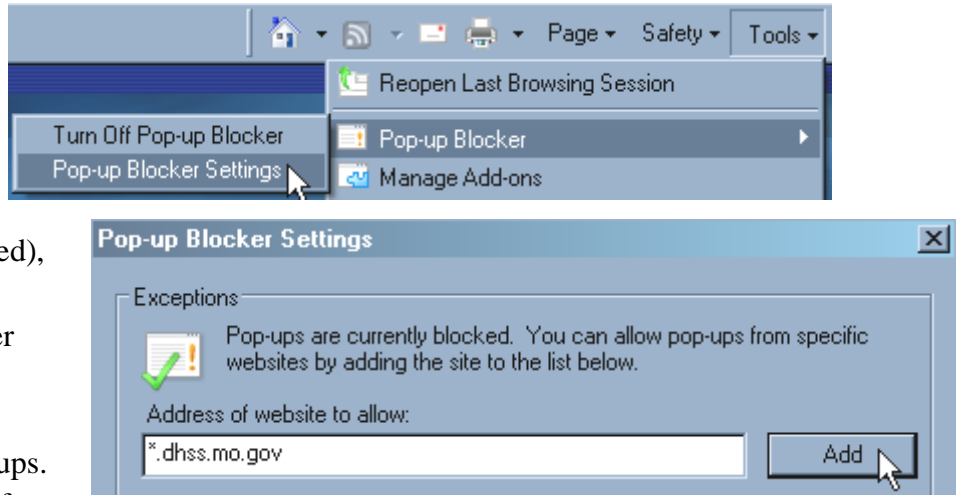 Page Safety Tools
Reopen Last Browsing Session
Turn Off Pop-up Blocker
Pop-up Blocker
Pop-up Blocker Settings
Manage Add-ons
ed),
er
ups.
Pop-up Blocker Settings
Exceptions
Pop-ups are currently blocked. You can allow pop-ups from specific
websites by adding the site to the list below.
Address of website to allow:
*.dhss.mo.gov
Add